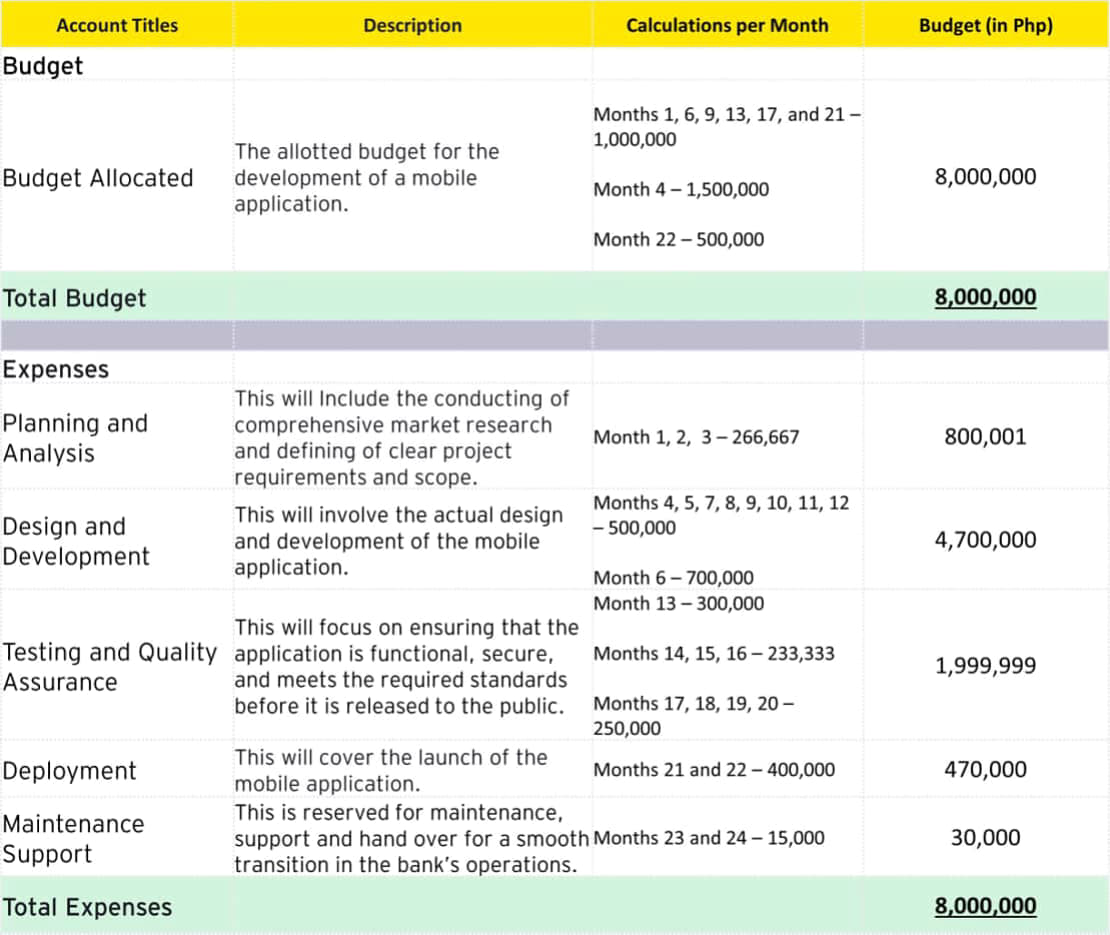 Account Titles Description Calculations per Month Budget (in Php)
Budget
Budget Allocated
The allotted budget for the
development of a mobile
application.
Months 1, 6, 9, 13, 17, and 21 –
1,000,000
Month 4 – 1,500,000
Month 22 – 500,000
8,000,000
Total Budget 8,000,000
Expenses
Planning and
Analysis
This will Include the conducting of
comprehensive market research
and defining of clear project
requirements and scope.
Month 1, 2, 3 – 266,667
800,001
Design and
Development
This will involve the actual design
and development of the mobile
application.
Months 4, 5, 7, 8, 9, 10, 11, 12
– 500,000
Month 6 – 700,000
4,700,000
Testing and Quality
Assurance
This will focus on ensuring that the
application is functional, secure,
and meets the required standards
before it is released to the public.
Month 13 – 300,000
Months 14, 15, 16 – 233,333
Months 17, 18, 19, 20 –
250,000
1,999,999
Deployment
This will cover the launch of the
mobile application.
Months 21 and 22 – 400,000
470,000
Maintenance
Support
This is reserved for maintenance,
support and hand over for a smooth
transition in the bank's operations.
Months 23 and 24 – 15,000
30,000
Total Expenses 8,000,000